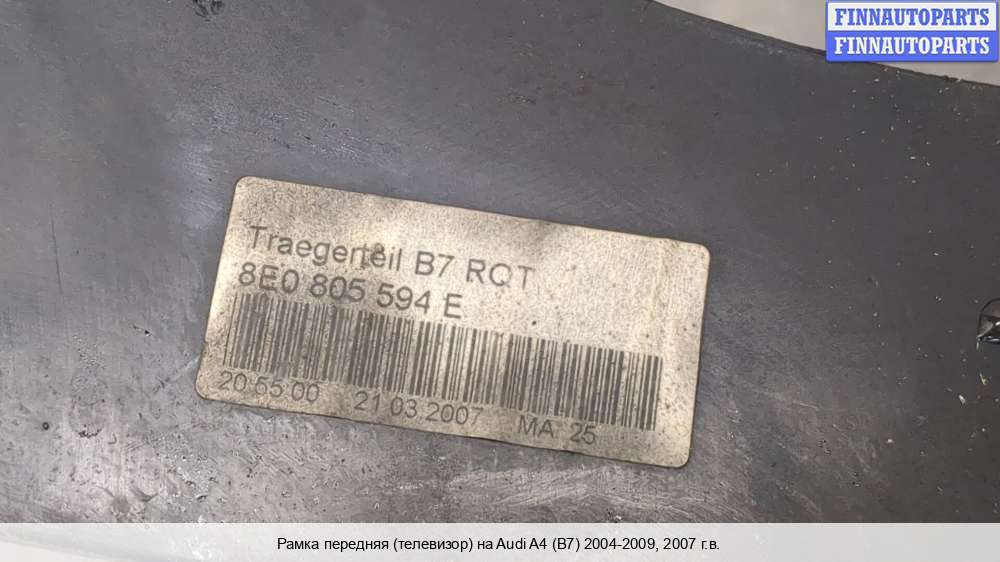 FINNAUTOPARTS
FINNAUTOPARTS
Traegerteil B7 RQT
8E0 805 594 E
20:55:00 21.03.2007 MA 25
Рамка передняя (телевизор) на Audi A4 (B7) 2004-2009, 2007 г.в.